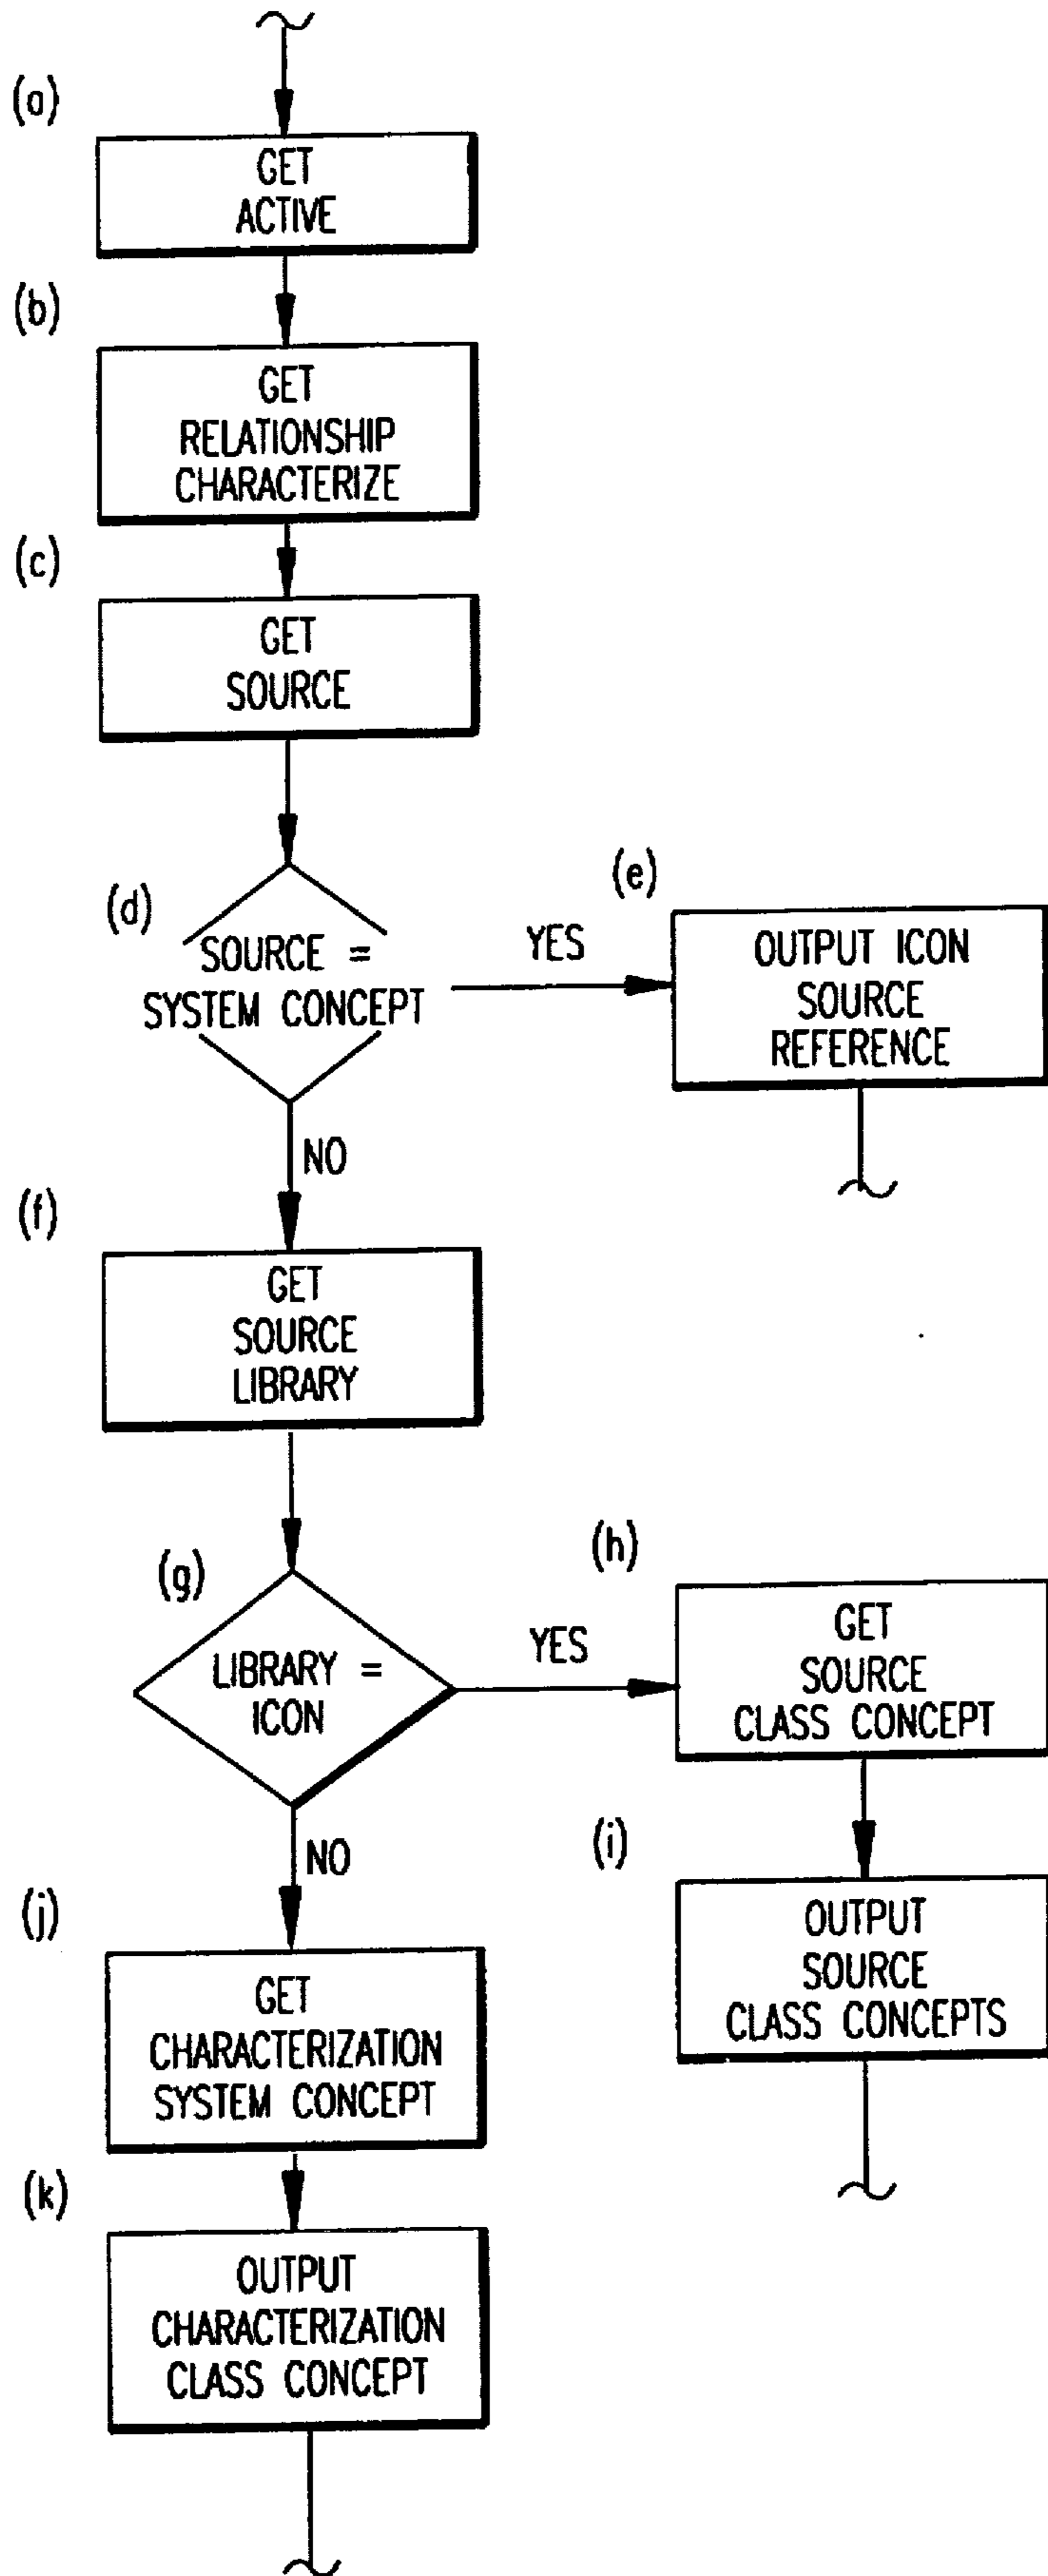 (a)
GET
ACTIVE
(b)
GET
RELATIONSHIP
CHARACTERIZE
(c)
GET
SOURCE
(d)
SOURCE =
SYSTEM CONCEPT
YES
(e)
OUTPUT ICON
SOURCE
REFERENCE
NO
(f)
GET
SOURCE
LIBRARY
(g)
LIBRARY =
ICON
YES
(h)
GET
SOURCE
CLASS CONCEPT
(i)
OUTPUT
SOURCE
CLASS CONCEPTS
NO
(j)
GET
CHARACTERIZATION
SYSTEM CONCEPT
(k)
OUTPUT
CHARACTERIZATION
CLASS CONCEPT